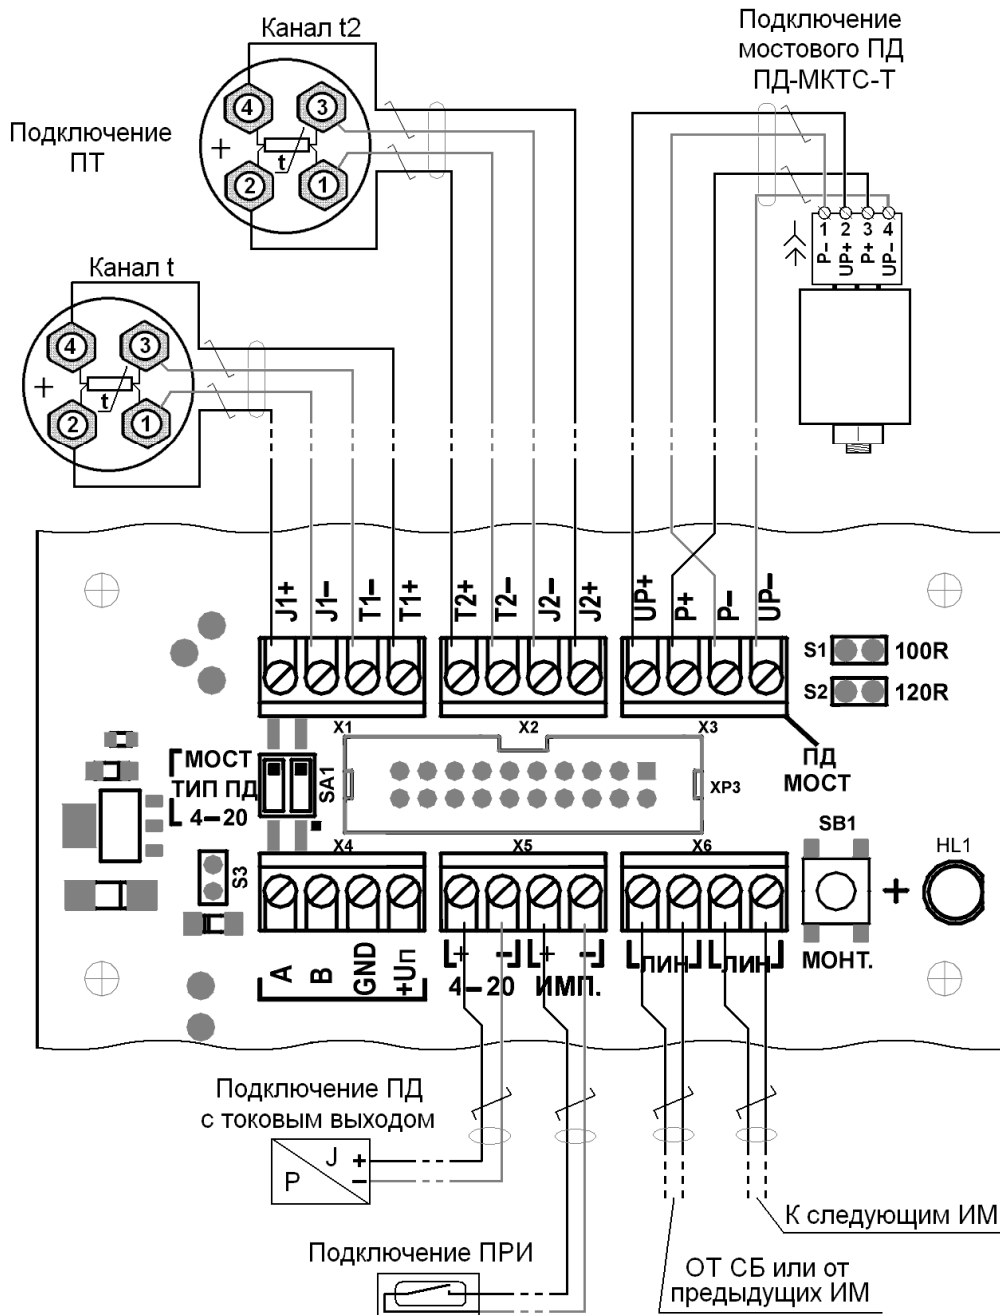 Канал t2
Подключение
мостового ПД
ПД-МКТС-Т
Подключение
ПТ
4
3
+
t
2
1
Канал t
4
3
+
t
2
1
1 2 3 4
P–
UP+
P+
UP–
J1+
J1–
T1–
T1+
T2+
T2–
J2–
J2+
UP+
P+
P–
UP–
S1
100R
S2
120R
X1
X2
X3
ПД
МОСТ
МОСТ
ТИП ПД
4–20
SA1
XP3
S3
X4
X5
X6
SB1
HL1
+
МОНТ.
A
B
GND
+Uп
+ –
4–20
+ –
ИМП.
ЛИН
ЛИН
Подключение ПД
с токовым выходом
J +
P –
Подключение ПРИ
К следующим ИМ
ОТ СБ или от
предыдущих ИМ